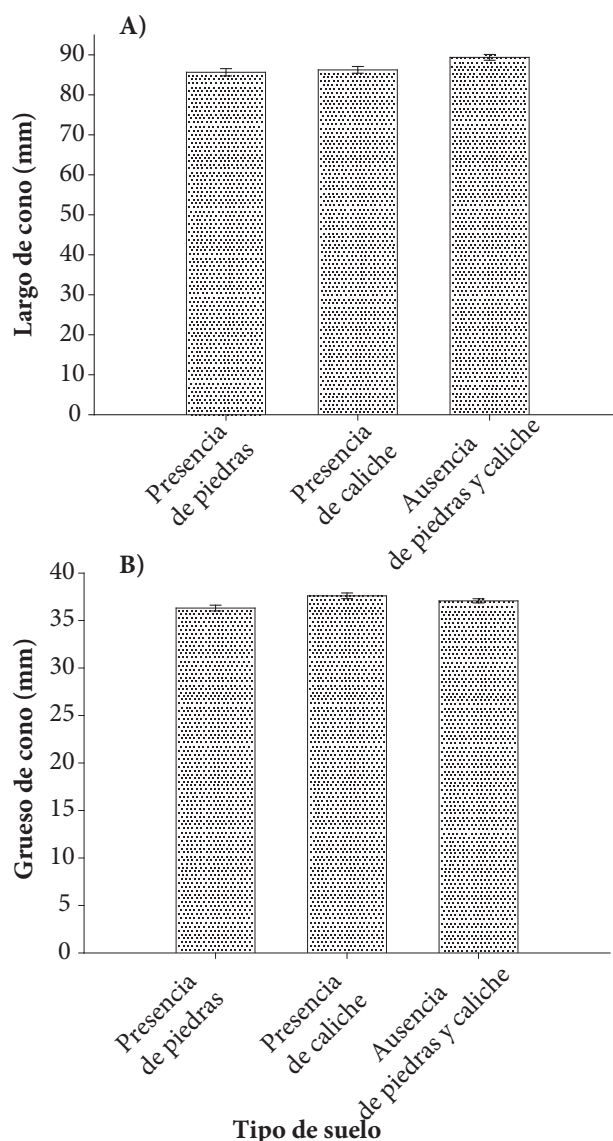 A)
Largo de cono (mm)
90
80
70
60
50
40
30
20
10
0
Presencia
de piedras
Presencia
de caliche
Ausencia
de piedras y caliche
B)
Grueso de cono (mm)
40
35
30
25
20
15
10
5
0
Presencia
de piedras
Presencia
de caliche
Ausencia
de piedras y caliche
Tipo de suelo